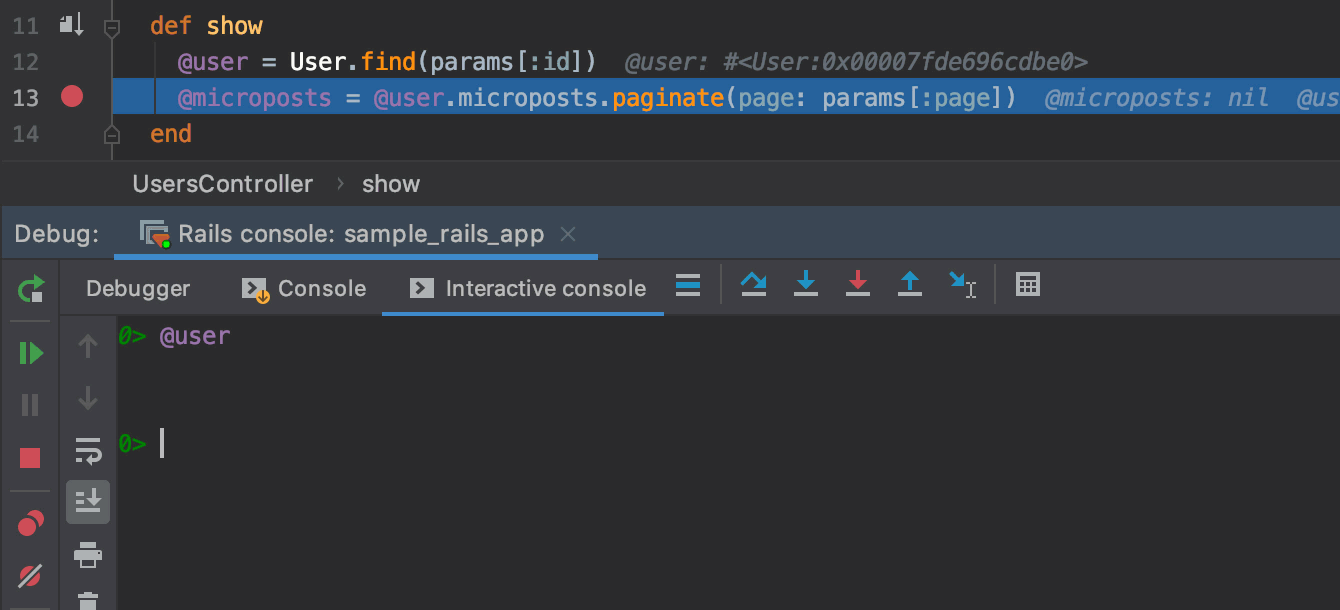 11 def show
12 @user = User.find(params[:id]) @user: #<User:0x00007fde696cdbe0>
13 @microposts = @user.microposts.paginate(page: params[:page]) @microposts: nil @us
14 end
UsersController › show
Debug: Rails console: sample_rails_app ×
Debugger Console Interactive console
0> @user
0>